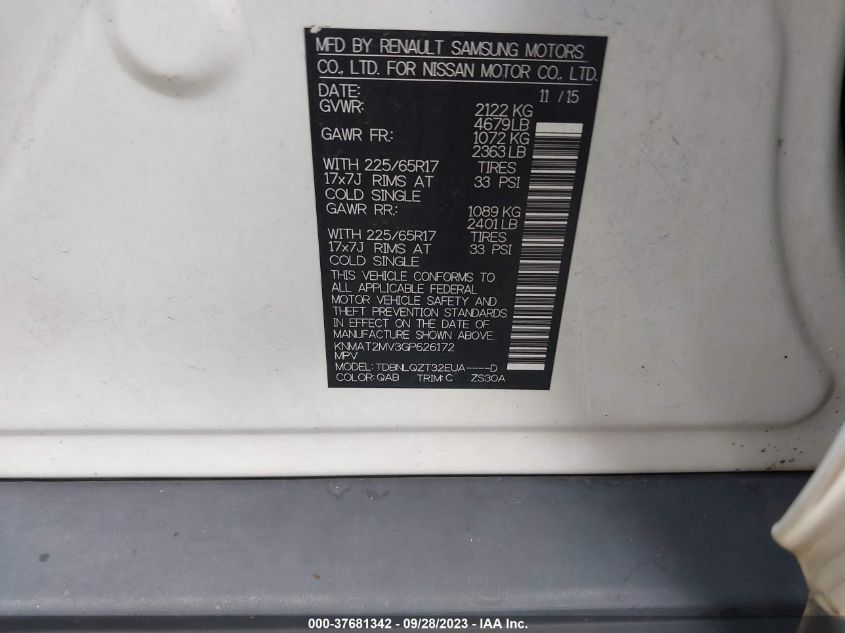 MFD BY RENAULT SAMSUNG MOTORS
CO., LTD. FOR NISSAN MOTOR CO., LTD.
DATE: 11 / 15
GVWR: 2122 KG
4679 LB
GAWR FR.: 1072 KG
2363 LB
WITH 225/65R17 TIRES
17x7J RIMS AT 33 PSI
COLD SINGLE
GAWR RR.: 1089 KG
2401 LB
WITH 225/65R17 TIRES
17x7J RIMS AT 33 PSI
COLD SINGLE
THIS VEHICLE CONFORMS TO
ALL APPLICABLE FEDERAL
MOTOR VEHICLE SAFETY AND
THEFT PREVENTION STANDARDS
IN EFFECT ON THE DATE OF
MANUFACTURE SHOWN ABOVE.
KNMAT2MV3GP626172
MPV
MODEL: TDBNLQZT32EUA----D
COLOR: QAB TRIM: C ZS30A
000-37681342 - 09/28/2023 - IAA Inc.